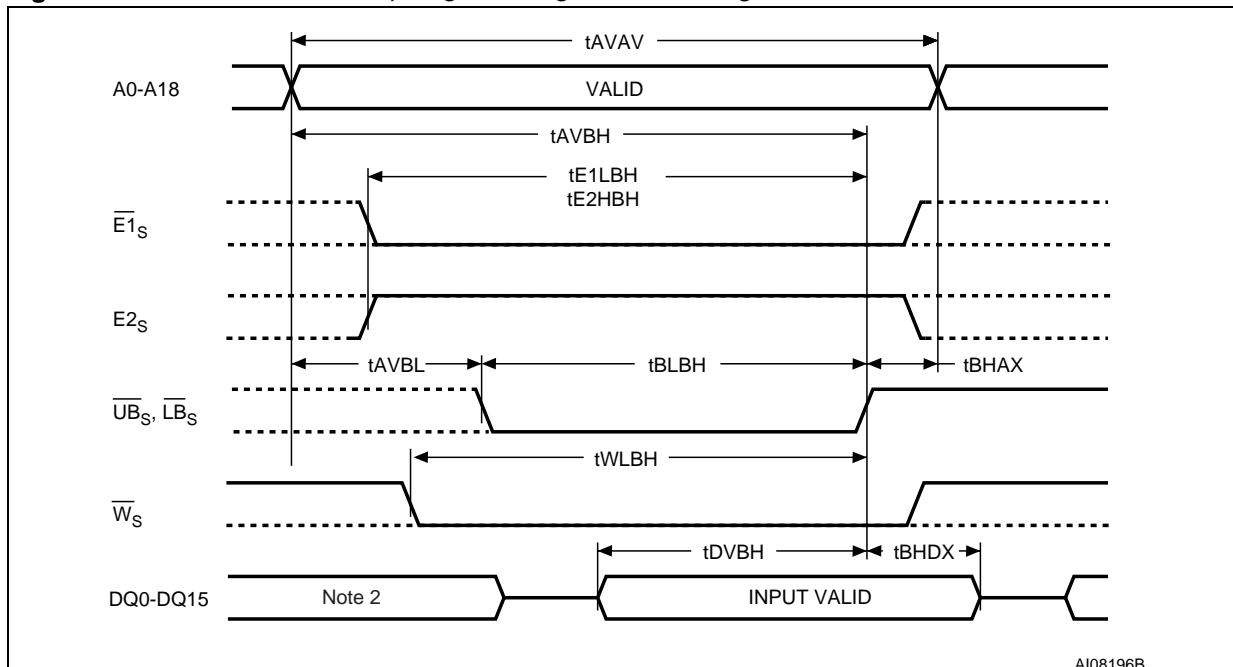 tAVAV
A0-A18
VALID
tAVBH
tE1LBH
tE2HBH
E1S
E2S
tAVBL
tBLBH
tBHAX
UBS, LBS
tWLBH
WS
tDVBH
tBHDX
DQ0-DQ15
Note 2
INPUT VALID
AI08196B